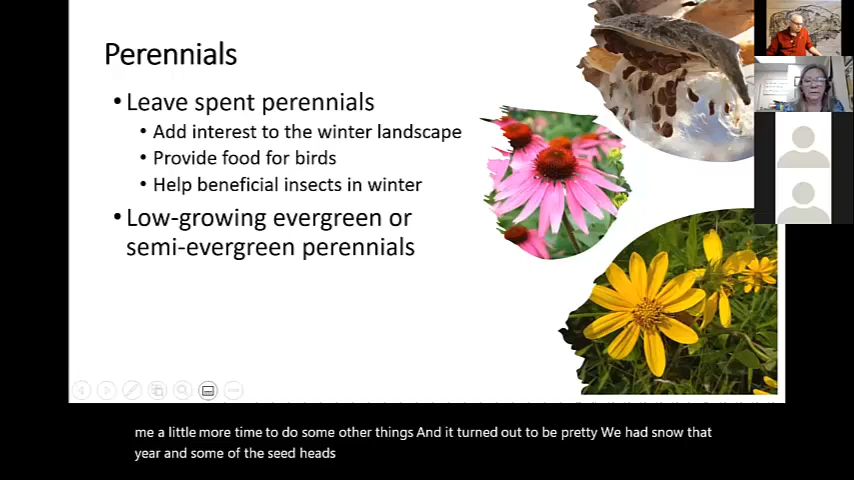 Perennials
• Leave spent perennials
• Add interest to the winter landscape
• Provide food for birds
• Help beneficial insects in winter
• Low-growing evergreen or
semi-evergreen perennials
me a little more time to do some other things And it turned out to be pretty We had snow that
year and some of the seed heads